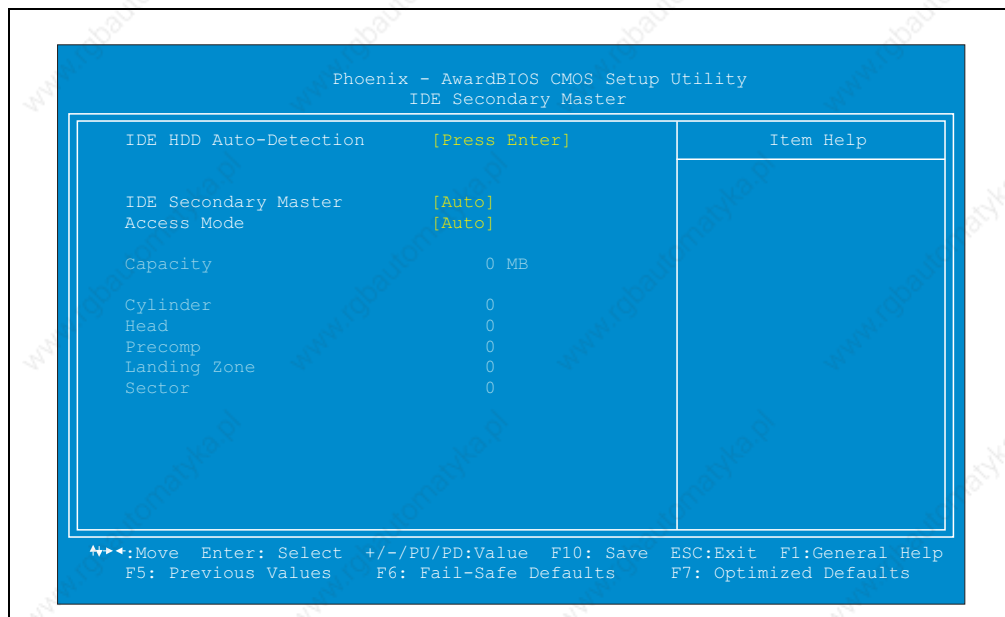 Phoenix - AwardBIOS CMOS Setup Utility
IDE Secondary Master
IDE HDD Auto-Detection [Press Enter] Item Help
IDE Secondary Master [Auto]
Access Mode [Auto]
Capacity 0 MB
Cylinder 0
Head 0
Precomp 0
Landing Zone 0
Sector 0
:Move Enter: Select +/-/PU/PD:Value F10: Save ESC:Exit F1:General Help
F5: Previous Values F6: Fail-Safe Defaults F7: Optimized Defaults
www.rgbautomatyka.pl